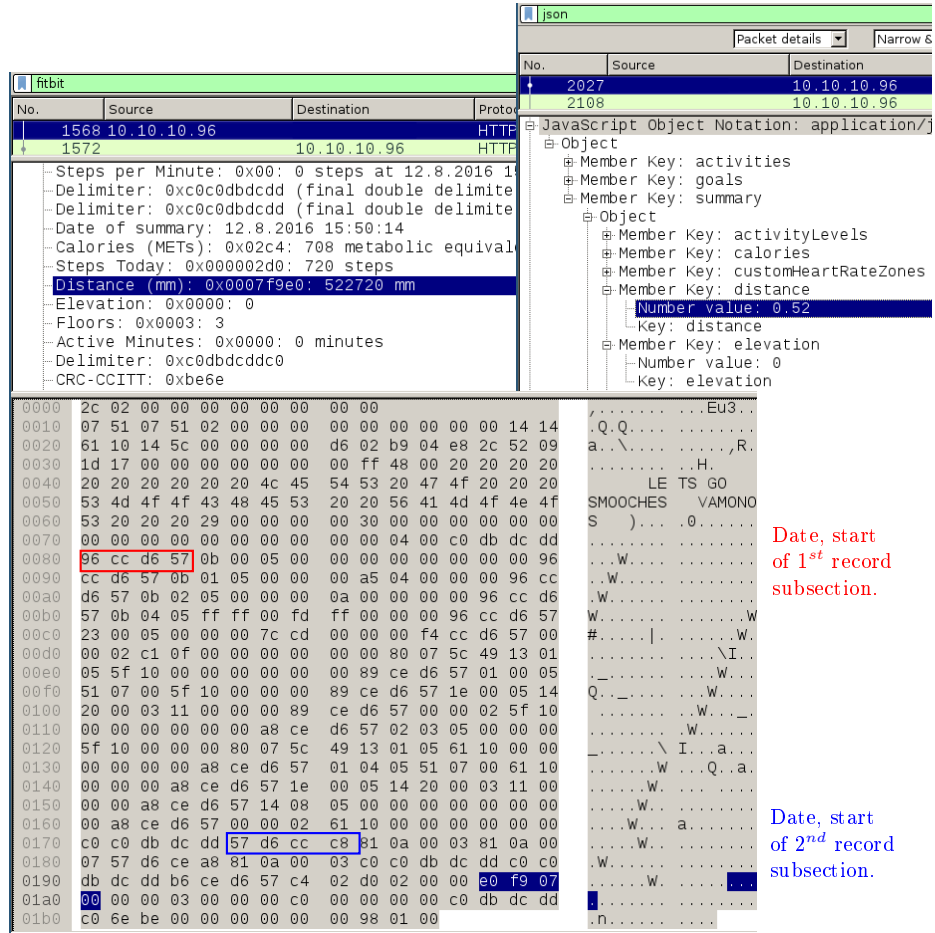 json
Packet details
Narrow &
No. Source Destination
2027 10.10.10.96
2108 10.10.10.96
JavaScript Object Notation: application/j
Object
Member Key: activities
Member Key: goals
Member Key: summary
Object
Member Key: activityLevels
Member Key: calories
Member Key: customHeartRateZones
Member Key: distance
Number value: 0.52
Key: distance
Member Key: elevation
Number value: 0
Key: elevation
fitbit
No. Source Destination Protoc
1568 10.10.10.96 HTTP
1572 10.10.10.96 HTTP
Steps per Minute: 0x00: 0 steps at 12.8.2016 1
Delimiter: 0xc0c0dbdcdd (final double delimite
Delimiter: 0xc0c0dbdcdd (final double delimite
Date of summary: 12.8.2016 15:50:14
Calories (METs): 0x02c4: 708 metabolic equival
Steps Today: 0x000002d0: 720 steps
Distance (mm): 0x0007f9e0: 522720 mm
Elevation: 0x0000: 0
Floors: 0x0003: 3
Active Minutes: 0x0000: 0 minutes
Delimiter: 0xc0dbdcddc0
CRC-CCITT: 0xbe6e
0000 2c 02 00 00 00 00 00 00 00 00 ,....... ...Eu3...
0010 07 51 07 51 02 00 00 00 00 00 00 00 00 00 14 14 .Q.Q.... ........
0020 61 10 14 5c 00 00 00 00 d6 02 b9 04 e8 2c 52 09 a..\.... .....,R.
0030 1d 17 00 00 00 00 00 00 00 ff 48 00 20 20 20 20 ........ ..H.
0040 20 20 20 20 20 20 4c 45 54 53 20 47 4f 20 20 20 LE TS GO
0050 53 4d 4f 4f 43 48 45 53 20 20 56 41 4d 4f 4e 4f SMOOCHES VAMONO
0060 53 20 20 20 29 00 00 00 00 30 00 00 00 00 00 00 S )... .0......
0070 00 00 00 00 00 00 00 00 00 00 04 00 c0 db dc dd ........ ........
0080 96 cc d6 57 0b 00 05 00 00 00 00 00 00 00 00 96 ...W.... ........
0090 cc d6 57 0b 01 05 00 00 00 a5 04 00 00 00 96 cc ..W..... ........
00a0 d6 57 0b 02 05 00 00 00 0a 00 00 00 00 96 cc d6 .W...... ........
00b0 57 0b 04 05 ff ff 00 fd ff 00 00 00 96 cc d6 57 W....... .......W
00c0 23 00 05 00 00 00 7c cd 00 00 00 00 f4 cc d6 57 00 #.....|. ......W.
00d0 00 02 c1 0f 00 00 00 00 00 00 80 07 5c 49 13 01 ........ ....\I..
00e0 05 5f 10 00 00 00 00 00 89 ce d6 57 01 00 05 ._...... ....W...
00f0 51 07 00 5f 10 00 00 00 00 89 ce d6 57 1e 00 05 14 Q.._.... ...W....
0100 20 00 03 11 00 00 00 00 89 ce d6 57 00 00 02 5f 10 ....... ..W..._.
0110 00 00 00 00 00 00 a8 ce d6 57 02 03 05 00 00 00 ........ .W......
0120 5f 10 00 00 00 00 80 07 5c 49 13 01 05 61 10 00 00 _......\ I...a...
0130 00 00 00 00 a8 ce d6 57 01 04 05 51 07 00 61 10 .......W ...Q..a.
0140 00 00 00 a8 ce d6 57 1e 00 05 14 20 00 03 11 00 ......W. ........
0150 00 00 a8 ce d6 57 14 08 05 00 00 00 00 00 00 00 .....W.. ........
0160 00 a8 ce d6 57 00 00 02 61 10 00 00 00 00 00 00 ....W... a.......
0170 c0 c0 db dc dd 57 d6 cc c8 81 0a 00 03 81 0a 00 .....W.. ........
0180 07 57 d6 ce a8 81 0a 00 03 c0 c0 db dc dd c0 c0 .W...... ........
0190 db dc dd b6 ce d6 57 c4 02 d0 02 00 00 e0 f9 07 ......W. ........
01a0 00 00 00 03 00 00 00 00 c0 00 00 00 00 c0 db dc dd ........ ........
01b0 c0 6e be 00 00 00 00 00 00 98 01 00 .n...... ....
Date, start
of 1st record
subsection.
Date, start
of 2nd record
subsection.